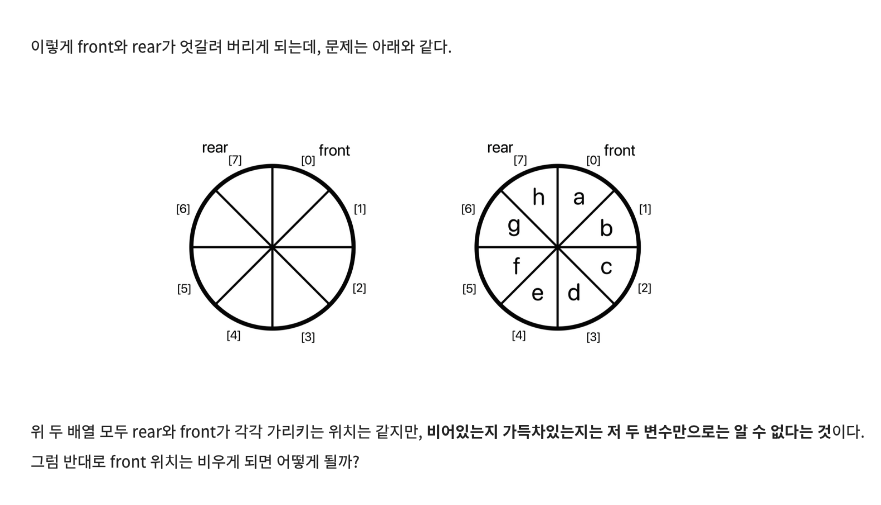 이렇게 front와 rear가 엇갈려 버리게 되는데, 문제는 아래와 같다.
rear [7] [0] front
[6] [1]
[5] [2]
[4] [3]
rear [7] [0] front
h a
[6] g b [1]
[5] f c [2]
e d
[4] [3]
위 두 배열 모두 rear와 front가 각각 가리키는 위치는 같지만, 비어있는지 가득차있는지는 저 두 변수만으로는 알 수 없다는 것이다.
그럼 반대로 front 위치는 비우게 되면 어떻게 될까?